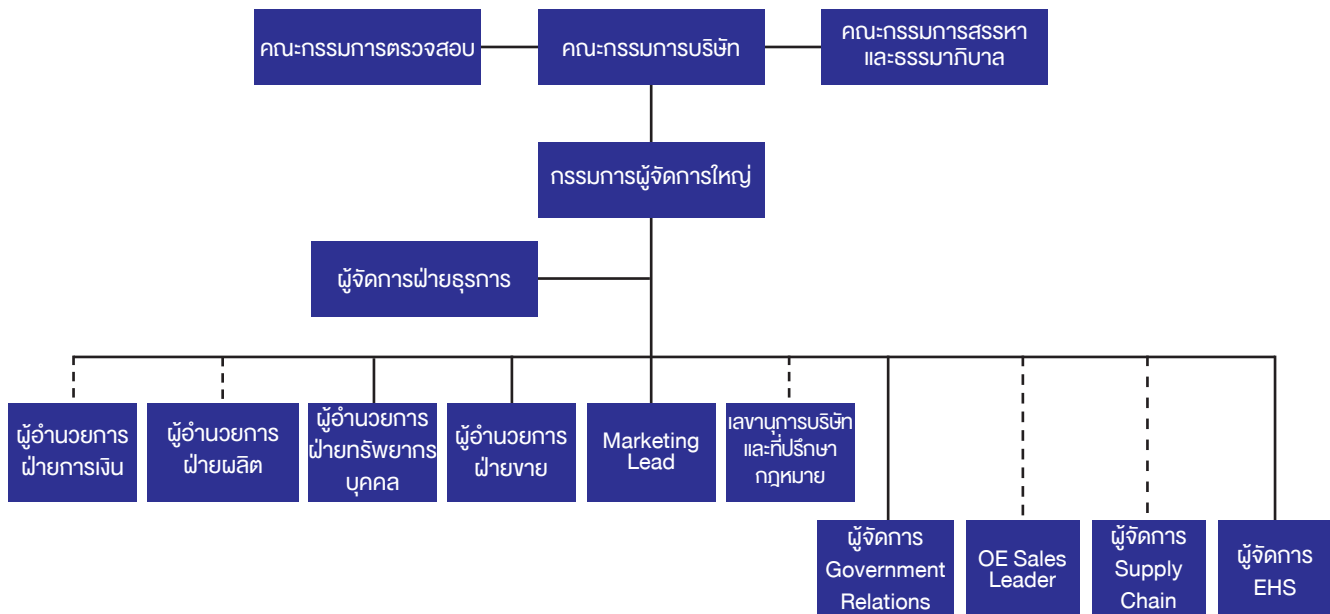 คณะกรรมการตรวจสอบ
คณะกรรมการบริษัท
คณะกรรมการสรรหา
และธรรมาภิบาล
กรรมการผู้จัดการใหญ่
ผู้จัดการฝ่ายธุรการ
ผู้อำนวยการ
ฝ่ายการเงิน
ผู้อำนวยการ
ฝ่ายผลิต
ผู้อำนวยการ
ฝ่ายทรัพยากร
บุคคล
ผู้อำนวยการ
ฝ่ายขาย
Marketing
Lead
เลขานุการบริษัท
และที่ปรึกษา
กฎหมาย
ผู้จัดการ
Government
Relations
OE Sales
Leader
ผู้จัดการ
Supply
Chain
ผู้จัดการ
EHS